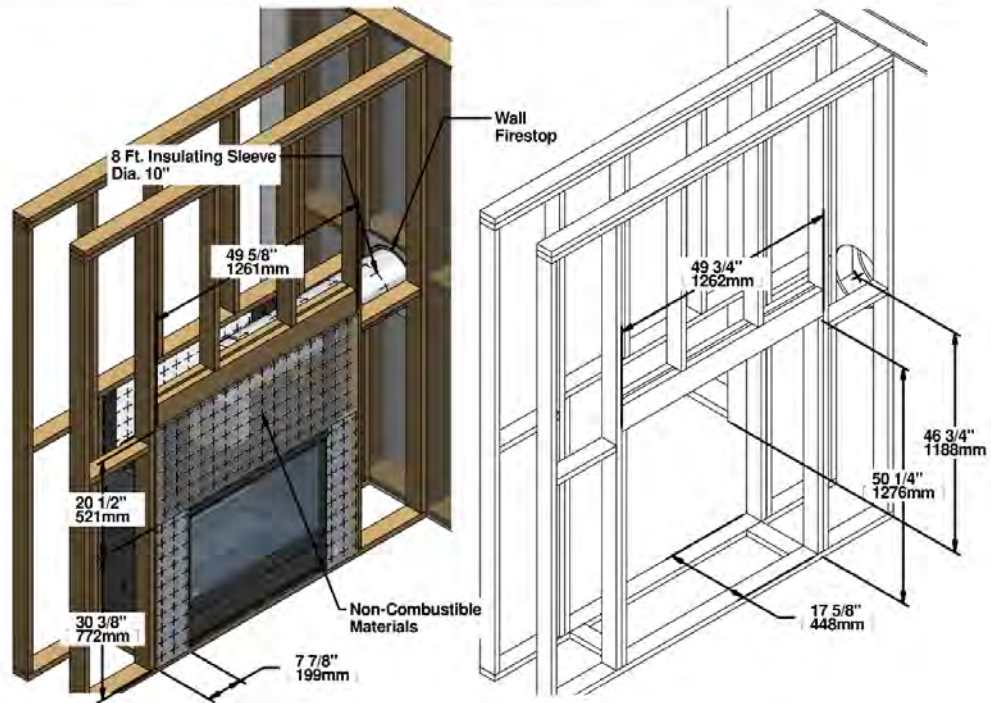 Wall
Firestop
8 Ft. Insulating Sleeve
Dia. 10"
49 5/8"
1261mm
20 1/2"
521mm
30 3/8"
772mm
Non-Combustible
Materials
7 7/8"
199mm
49 3/4"
1262mm
46 3/4"
1188mm
50 1/4"
1276mm
17 5/8"
448mm